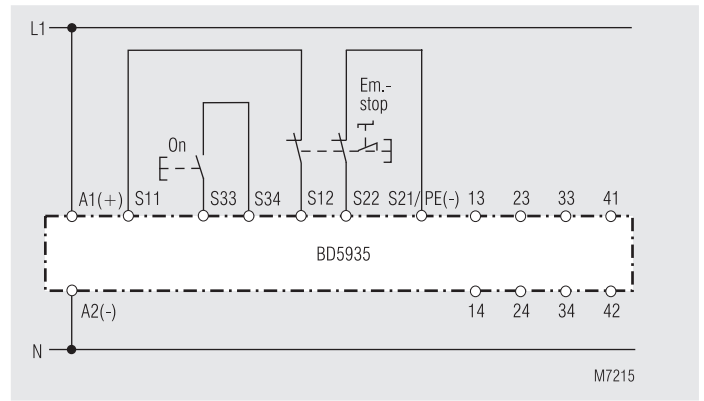 L1
Em.-
stop
On
A1(+) S11 S33 S34 S12 S22 S21/PE(-) 13 23 33 41
BD5935
A2(-) 14 24 34 42
N
M7215